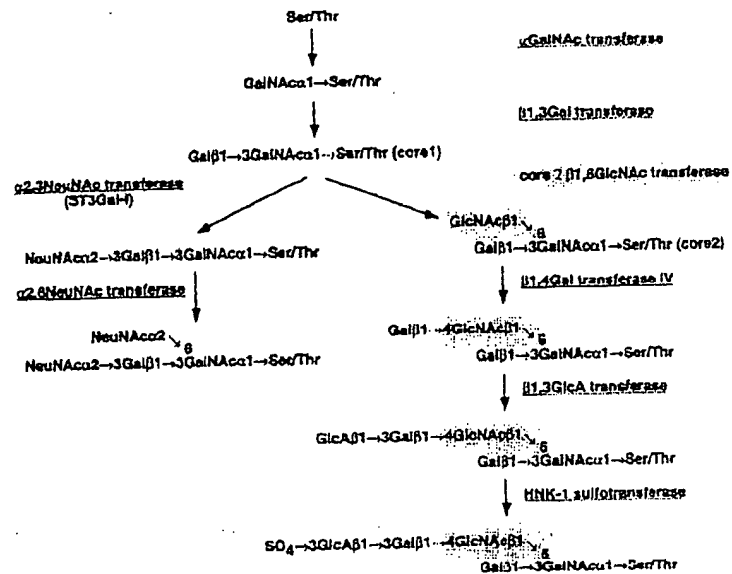 Ser/Thr
αGalNAc transferase
GalNAcα1→Ser/Thr
β1,3Gal transferase
Galβ1→3GalNAcα1→Ser/Thr (core1)
α2,3NeuNAc transferase
(ST3Gal-I)
core 2 β1,6GlcNAc transferase
GlcNAcβ1↘6
Galβ1→3GalNAcα1→Ser/Thr (core2)
NeuNAcα2→3Galβ1→3GalNAcα1→Ser/Thr
α2,6NeuNAc transferase
β1,4Gal transferase IV
NeuNAcα2↘6
NeuNAcα2→3Galβ1→3GalNAcα1→Ser/Thr
Galβ1→4GlcNAcβ1↘6
Galβ1→3GalNAcα1→Ser/Thr
β1,3GlcA transferase
GlcAβ1→3Galβ1→4GlcNAcβ1↘6
Galβ1→3GalNAcα1→Ser/Thr
HNK-1 sulfotransferase
SO4→3GlcAβ1→3Galβ1→4GlcNAcβ1↘6
Galβ1→3GalNAcα1→Ser/Thr